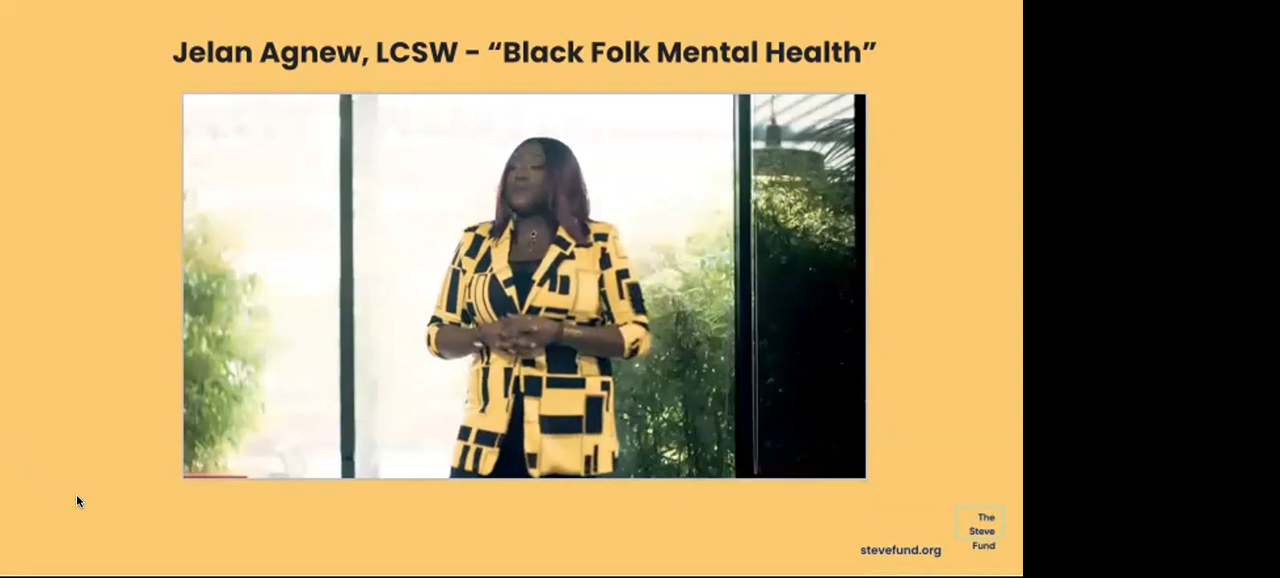 Jelan Agnew, LCSW - “Black Folk Mental Health”
stevefund.org
The
Steve
Fund